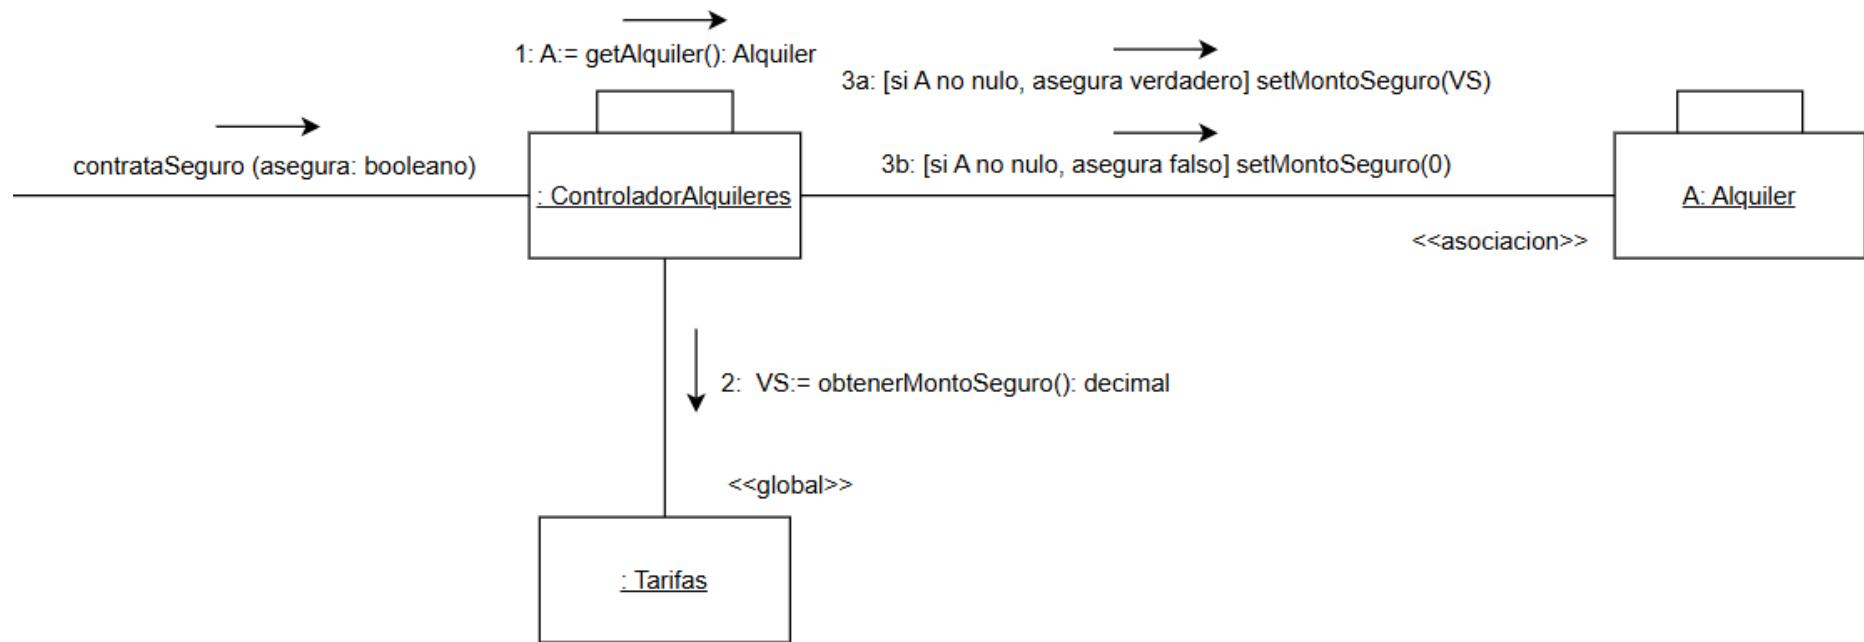 1: A:= getAlquiler(): Alquiler
3a: [si A no nulo, asegura verdadero] setMontoSeguro(VS)
contrataSeguro (asegura: booleano)
3b: [si A no nulo, asegura falso] setMontoSeguro(0)
: ControladorAlquileres
A: Alquiler
<<asociacion>>
2: VS:= obtenerMontoSeguro(): decimal
<<global>>
: Tarifas